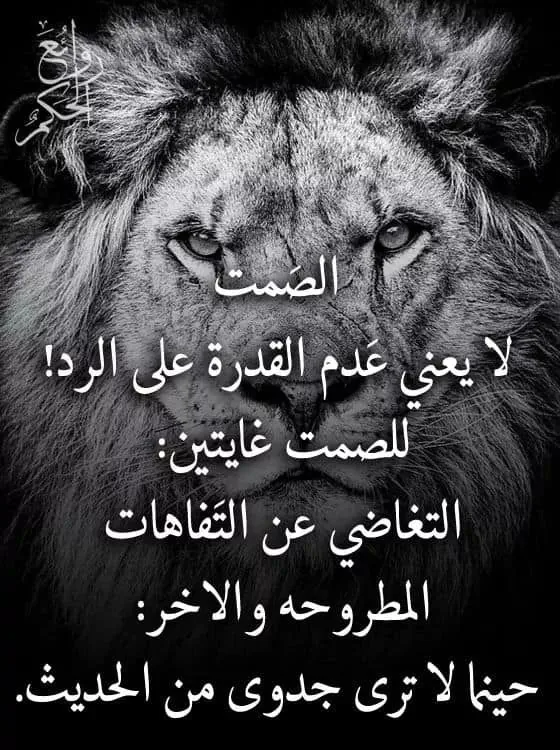 روائع الحكم
الصَمت
لا يعني عَدم القدرة على الرد!
للصمت غايتين:
التغاضي عن التَفاهات
المطروحه والاخر:
حينما لا ترى جدوى من الحديث.